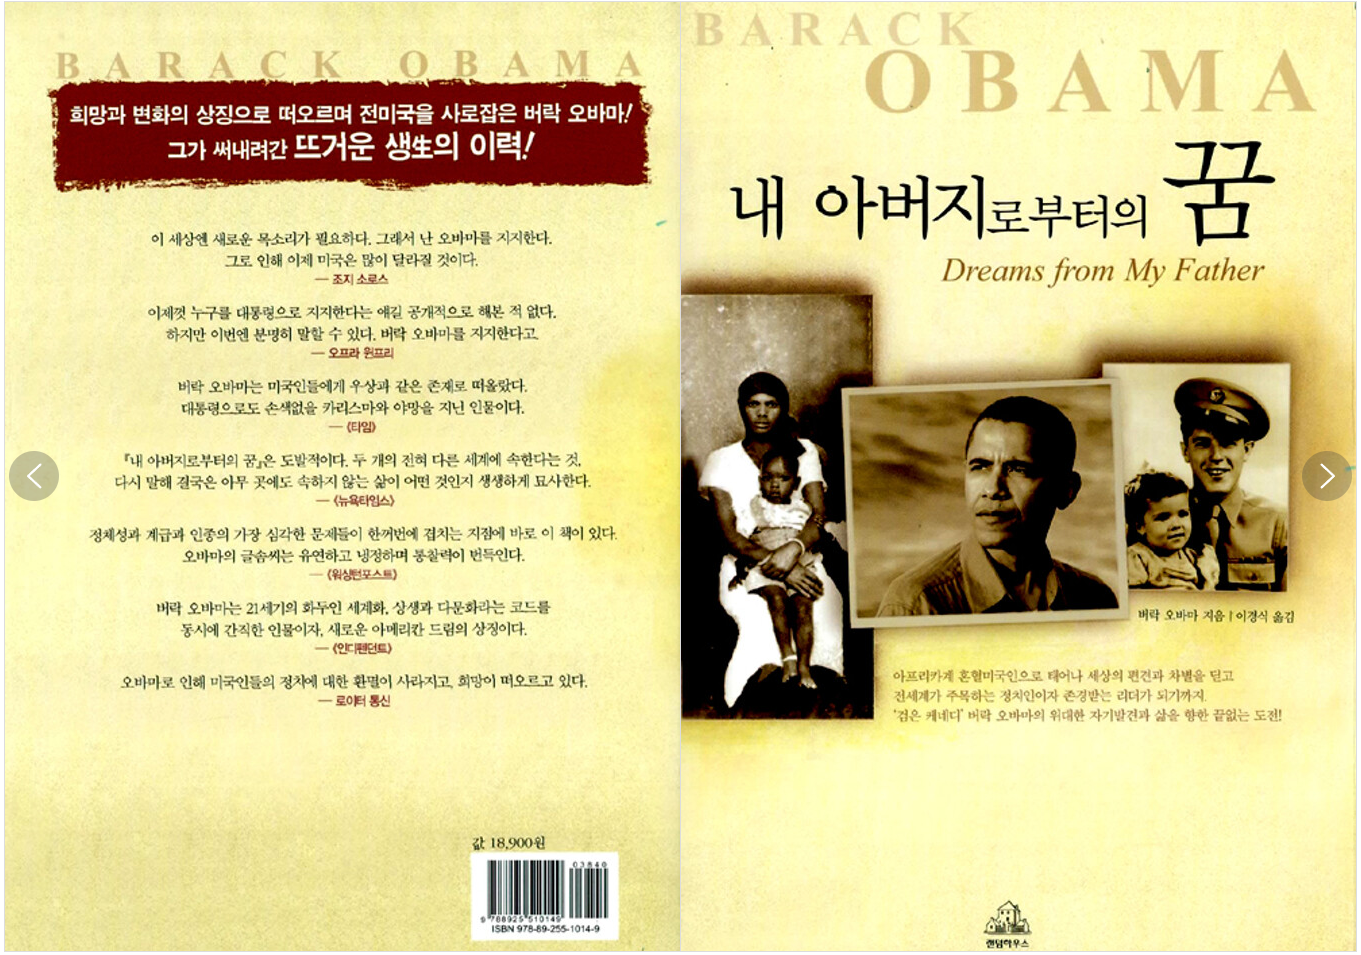 BARACK OBAMA
희망과 변화의 상징으로 떠오르며 전미국을 사로잡은 버락 오바마!
그가 써내려간 뜨거운 생生의 이력!
이 세상엔 새로운 목소리가 필요하다. 그래서 난 오바마를 지지한다.
그로 인해 이제 미국은 많이 달라질 것이다.
— 조지 소로스
이제껏 누구를 대통령으로 지지한다는 얘길 공개적으로 해본 적 없다.
하지만 이번엔 분명히 말할 수 있다. 버락 오바마를 지지한다고.
— 오프라 윈프리
버락 오바마는 미국인들에게 우상과 같은 존재로 떠올랐다.
대통령으로도 손색없을 카리스마와 야망을 지닌 인물이다.
— 《타임》
『내 아버지로부터의 꿈』은 도발적이다. 두 개의 전혀 다른 세계에 속한다는 것,
다시 말해 결국은 아무 곳에도 속하지 않는 삶이 어떤 것인지 생생하게 묘사한다.
— 《뉴욕타임스》
정체성과 계급과 인종의 가장 심각한 문제들이 한꺼번에 겹치는 지점에 바로 이 책이 있다.
오바마의 글솜씨는 유연하고 냉정하며 통찰력이 번득인다.
— 《워싱턴포스트》
버락 오바마는 21세기의 화두인 세계화, 상생과 다문화라는 코드를
동시에 간직한 인물이자, 새로운 아메리칸 드림의 상징이다.
— 《인디펜던트》
오바마로 인해 미국인들의 정치에 대한 환멸이 사라지고, 희망이 떠오르고 있다.
— 로이터 통신
값 18,900원
03840
9 788925 510149
ISBN 978-89-255-1014-9
BARACK
OBAMA
내 아버지로부터의 꿈
Dreams from My Father
버락 오바마 지음 | 이경식 옮김
아프리카계 혼혈미국인으로 태어나 세상의 편견과 차별을 딛고
전세계가 주목하는 정치인이자 존경받는 리더가 되기까지.
'검은 케네디' 버락 오바마의 위대한 자기발견과 삶을 향한 끝없는 도전!
랜덤하우스